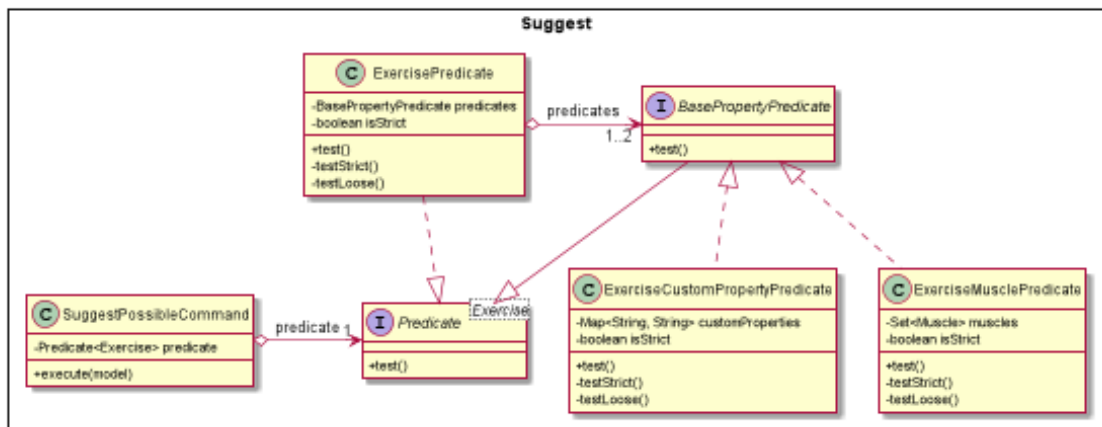 Suggest
C ExercisePredicate
-BasePropertyPredicate predicates
-boolean isStrict
+test()
-testStrict()
-testLoose()
predicates
1..2
I BasePropertyPredicate
+test()
C SuggestPossibleCommand
-Predicate<Exercise> predicate
+execute(model)
predicate 1
I Predicate
Exercise
+test()
C ExerciseCustomPropertyPredicate
-Map<String, String> customProperties
-boolean isStrict
+test()
-testStrict()
-testLoose()
C ExerciseMusclePredicate
-Set<Muscle> muscles
-boolean isStrict
+test()
-testStrict()
-testLoose()